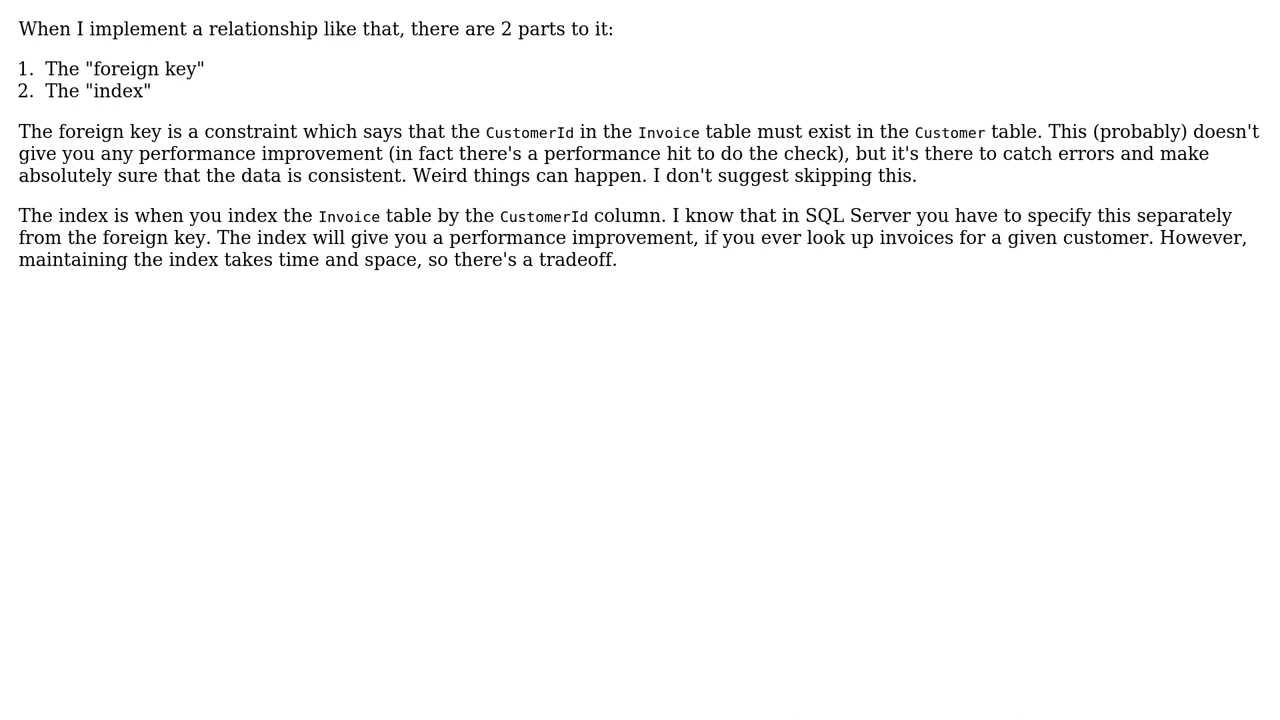 When I implement a relationship like that, there are 2 parts to it:
1. The "foreign key"
2. The "index"
The foreign key is a constraint which says that the CustomerId in the Invoice table must exist in the Customer table. This (probably) doesn't
give you any performance improvement (in fact there's a performance hit to do the check), but it's there to catch errors and make
absolutely sure that the data is consistent. Weird things can happen. I don't suggest skipping this.
The index is when you index the Invoice table by the CustomerId column. I know that in SQL Server you have to specify this separately
from the foreign key. The index will give you a performance improvement, if you ever look up invoices for a given customer. However,
maintaining the index takes time and space, so there's a tradeoff.